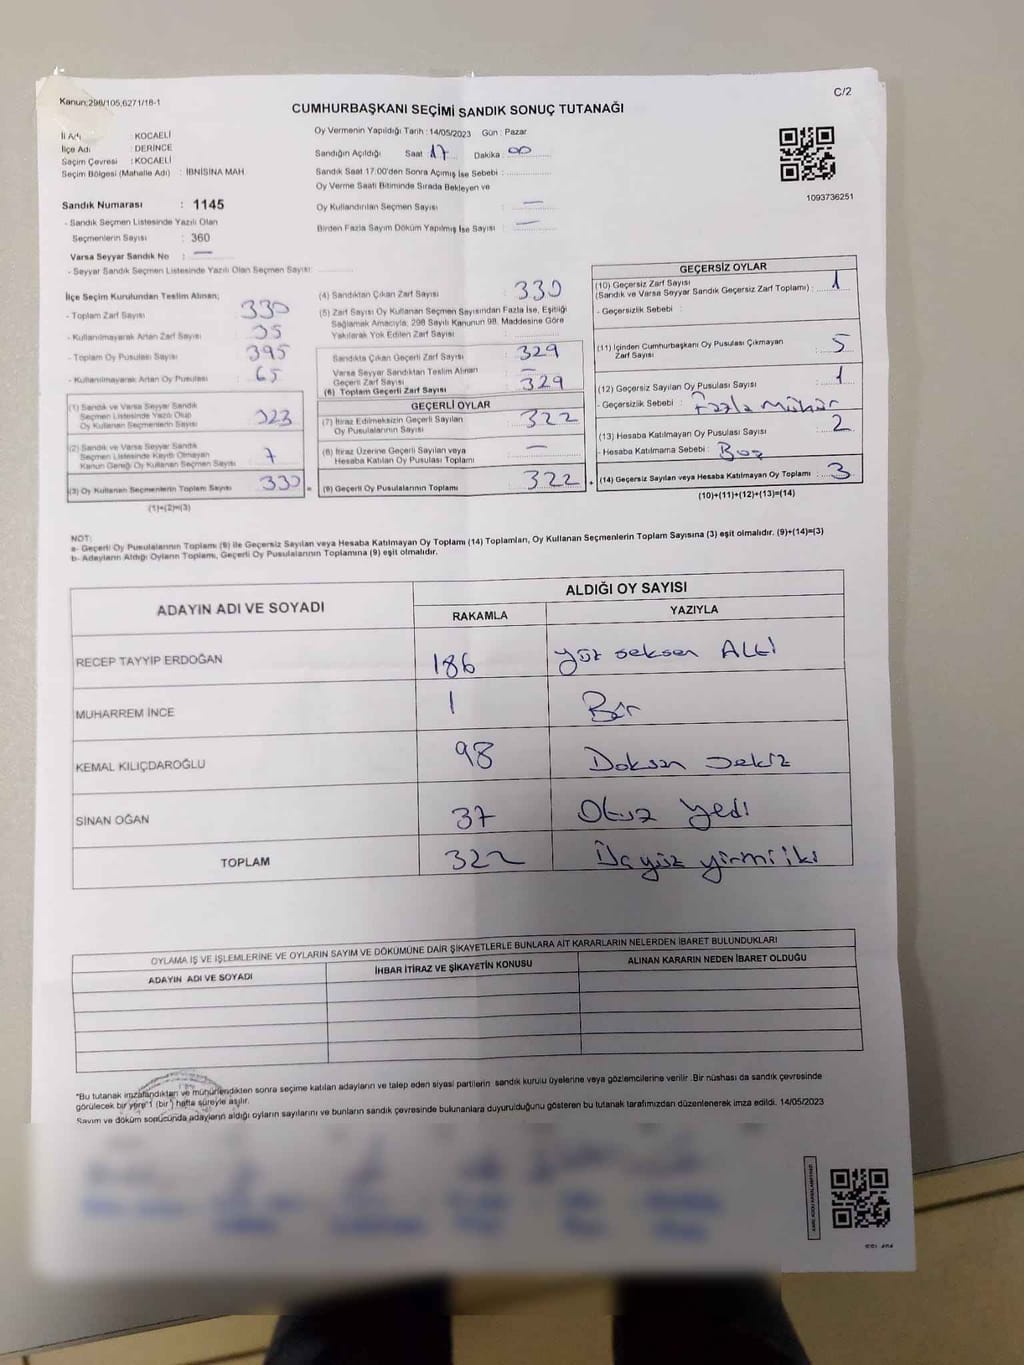 Kanun;298/105,6271/18-1
C/2
CUMHURBAŞKANI SEÇİMİ SANDIK SONUÇ TUTANAĞI
İl Adı : KOCAELİ
İlçe Adı : DERİNCE
Seçim Çevresi : KOCAELİ
Seçim Bölgesi (Mahalle Adı) : İBNİSİNA MAH.
Oy Vermenin Yapıldığı Tarih : 14/05/2023 Gün : Pazar
Sandığın Açıldığı Saat 17 Dakika 00
Sandık Saat 17:00'den Sonra Açımış İse Sebebi :
Oy Verme Saati Bitiminde Sırada Bekleyen ve
Oy Kullandırılan Seçmen Sayısı : —
Birden Fazla Sayım Döküm Yapılmış İse Sayısı : —
1093736251
Sandık Numarası : 1145
- Sandık Seçmen Listesinde Yazılı Olan
Seçmenlerin Sayısı : 360
Varsa Seyyar Sandık No : —
- Seyyar Sandık Seçmen Listesinde Yazılı Olan Seçmen Sayısı:
İlçe Seçim Kurulundan Teslim Alınan;
- Toplam Zarf Sayısı : 330
- Kullanılmayarak Artan Zarf Sayısı : 35
- Toplam Oy Pusulası Sayısı : 395
- Kullanılmayarak Artan Oy Pusulası : 65
(1) Sandık ve Varsa Seyyar Sandık
Seçmen Listesinde Yazılı Olup
Oy Kullanan Seçmenlerin Sayısı : 323
(2) Sandık ve Varsa Seyyar Sandık
Seçmen Listesinde Kayıtlı Olmayan
Kanun Gereği Oy Kullanan Seçmen Sayısı : 7
(3) Oy Kullanan Seçmenlerin Toplam Sayısı : 330 =
(1)+(2)=(3)
(4) Sandıktan Çıkan Zarf Sayısı : 330
(5) Zarf Sayısı Oy Kullanan Seçmen Sayısından Fazla İse, Eşitliği
Sağlamak Amacıyla, 298 Sayılı Kanunun 98. Maddesine Göre
Yakılarak Yok Edilen Zarf Sayısı :
Sandıkta Çıkan Geçerli Zarf Sayısı : 329
Varsa Seyyar Sandıktan Teslim Alınan
Geçerli Zarf Sayısı : —
(6) Toplam Geçerli Zarf Sayısı : 329
GEÇERLİ OYLAR
(7) İtiraz Edilmeksizin Geçerli Sayılan
Oy Pusulalarının Sayısı : 322
(8) İtiraz Üzerine Geçerli Sayılan veya
Hesaba Katılan Oy Pusulası Toplamı : —
(9) Geçerli Oy Pusulalarının Toplamı : 322 +
GEÇERSİZ OYLAR
(10) Geçersiz Zarf Sayısı
(Sandık ve Varsa Seyyar Sandık Geçersiz Zarf Toplamı) : 1
- Geçersizlik Sebebi :
(11) İçinden Cumhurbaşkanı Oy Pusulası Çıkmayan
Zarf Sayısı : 5
(12) Geçersiz Sayılan Oy Pusulası Sayısı : 1
- Geçersizlik Sebebi : Fazla Mühür
(13) Hesaba Katılmayan Oy Pusulası Sayısı : 2
- Hesaba Katılmama Sebebi : Boş
(14) Geçersiz Sayılan veya Hesaba Katılmayan Oy Toplamı : 3
(10)+(11)+(12)+(13)=(14)
NOT:
a- Geçerli Oy Pusulalarının Toplamı (9) ile Geçersiz Sayılan veya Hesaba Katılmayan Oy Toplamı (14) Toplamları, Oy Kullanan Seçmenlerin Toplam Sayısına (3) eşit olmalıdır. (9)+(14)=(3)
b- Adayların Aldığı Oyların Toplamı, Geçerli Oy Pusulalarının Toplamına (9) eşit olmalıdır.
ADAYIN ADI VE SOYADI
ALDIĞI OY SAYISI
RAKAMLA YAZIYLA
RECEP TAYYİP ERDOĞAN 186 yüz seksen Altı
MUHARREM İNCE 1 Bir
KEMAL KILIÇDAROĞLU 98 Doksan sekiz
SİNAN OĞAN 37 Otuz yedi
TOPLAM 322 Üçyüz yirmi iki
OYLAMA İŞ VE İŞLEMLERİNE VE OYLARIN SAYIM VE DÖKÜMÜNE DAİR ŞİKAYETLERLE BUNLARA AİT KARARLARIN NELERDEN İBARET BULUNDUKLARI
ADAYIN ADI VE SOYADI İHBAR İTİRAZ VE ŞİKAYETİN KONUSU ALINAN KARARIN NEDEN İBARET OLDUĞU
*Bu tutanak imzalandıktan ve mühürlendikten sonra seçime katılan adayların ve talep eden siyasi partilerin sandık kurulu üyelerine veya gözlemcilerine verilir .Bir nüshası da sandık çevresinde
görülecek bir yere 1 (bir ) hafta süreyle asılır.
Sayım ve döküm sonucunda adayların aldığı oyların sayılarını ve bunların sandık çevresinde bulunanlara duyurulduğunu gösteren bu tutanak tarafımızdan düzenlenerek imza edildi. 14/05/2023